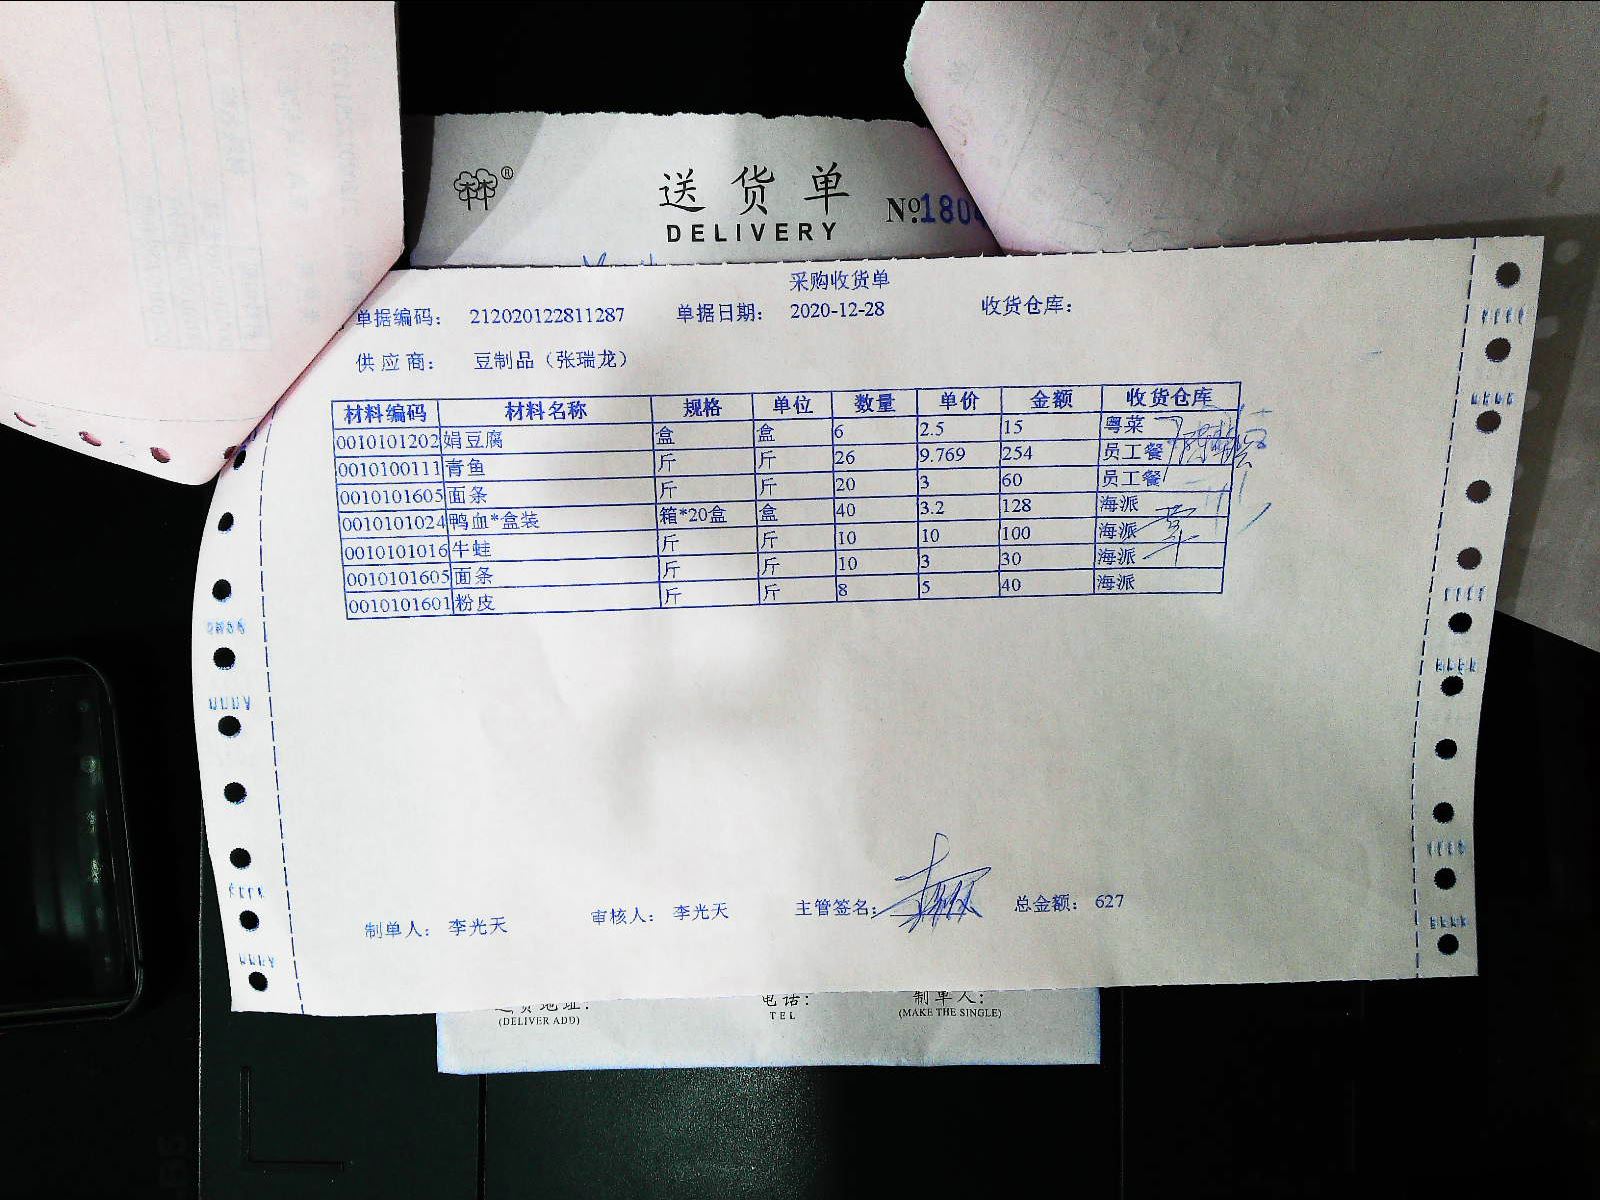 送货单
DELIVERY
№180
采购收货单
单据编码： 212020122811287 单据日期： 2020-12-28 收货仓库：
供应商： 豆制品（张瑞龙）
材料编码 材料名称 规格 单位 数量 单价 金额 收货仓库
0010101202 娟豆腐 盒 盒 6 2.5 15 粤菜
0010100111 青鱼 斤 斤 26 9.769 254 员工餐
0010101605 面条 斤 斤 20 3 60 员工餐
0010101024 鸭血*盒装 箱*20盒 盒 40 3.2 128 海派
0010101016 牛蛙 斤 斤 10 10 100 海派
0010101605 面条 斤 斤 10 3 30 海派
0010101601 粉皮 斤 斤 8 5 40 海派
制单人： 李光天 审核人： 李光天 主管签名： 总金额： 627
电话： 制单人：
(DELIVER ADD) TEL (MAKE THE SINGLE)